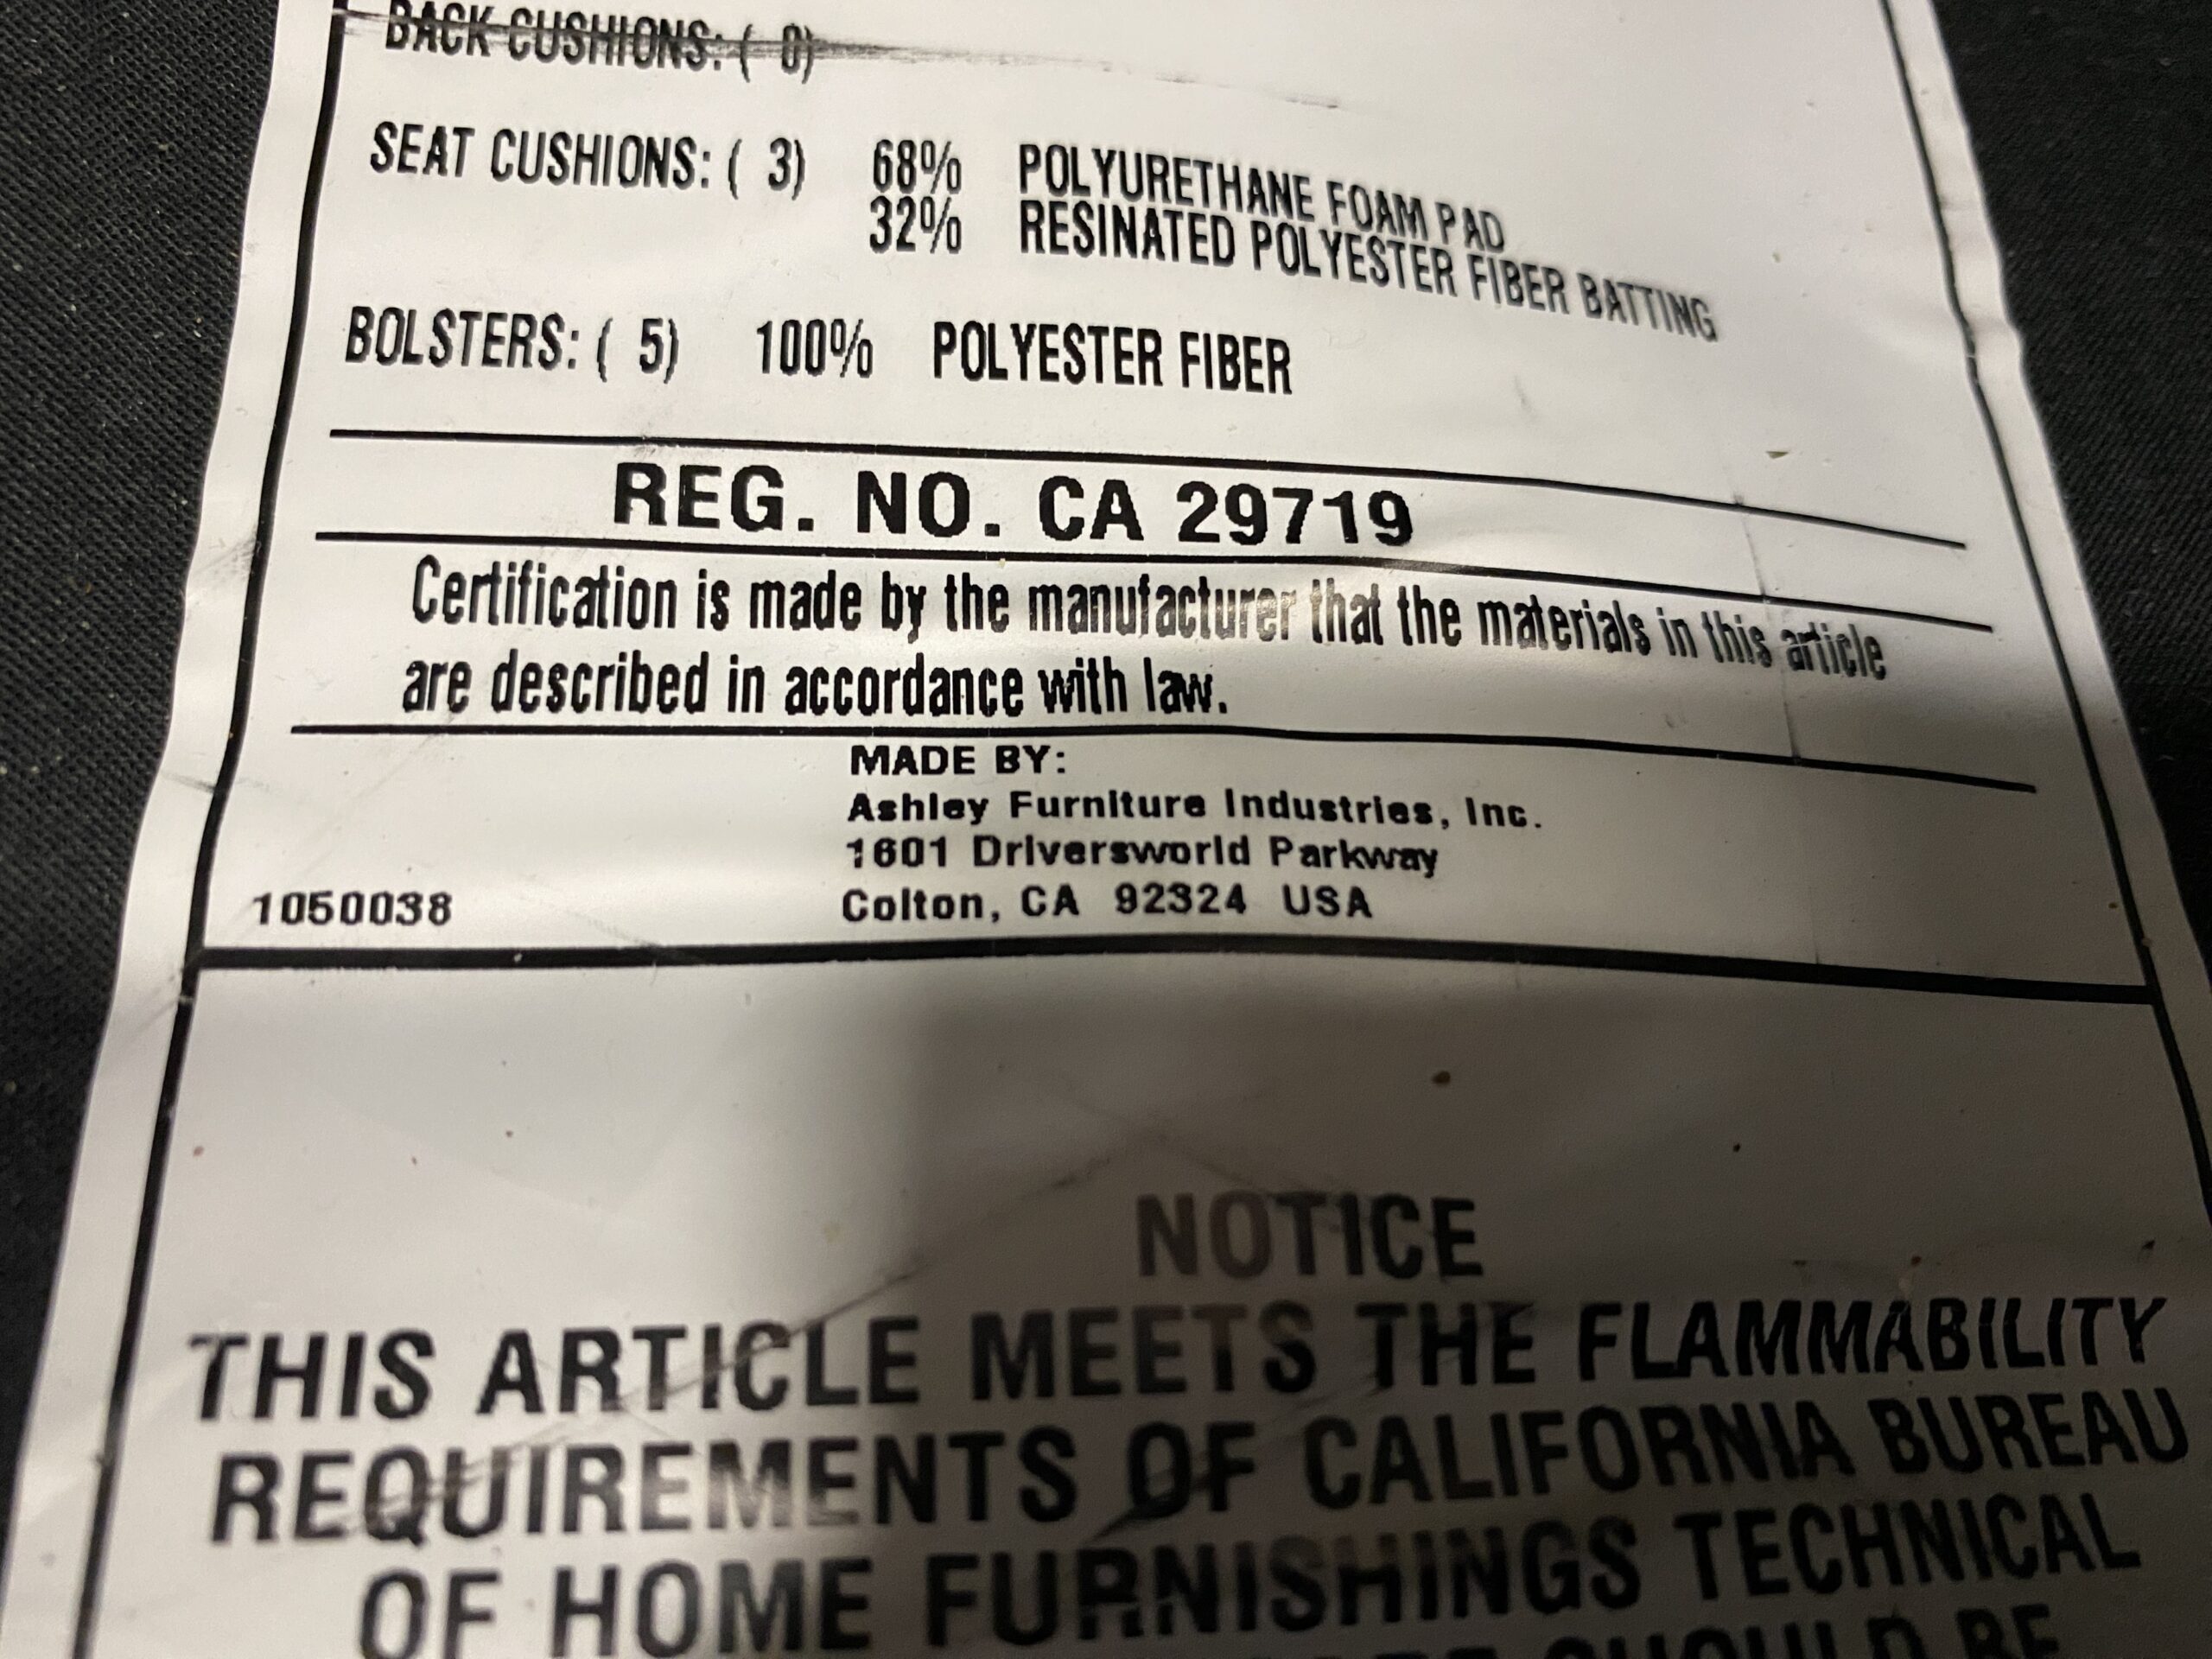 BACK CUSHIONS: ( 0)
SEAT CUSHIONS: ( 3) 68% POLYURETHANE FOAM PAD
32% RESINATED POLYESTER FIBER BATTING
BOLSTERS: ( 5) 100% POLYESTER FIBER
REG. NO. CA 29719
Certification is made by the manufacturer that the materials in this article
are described in accordance with law.
MADE BY:
Ashley Furniture Industries, Inc.
1601 Driversworld Parkway
1050038 Colton, CA 92324 USA
NOTICE
THIS ARTICLE MEETS THE FLAMMABILITY
REQUIREMENTS OF CALIFORNIA BUREAU
OF HOME FURNISHINGS TECHNICAL
SHOULD BE